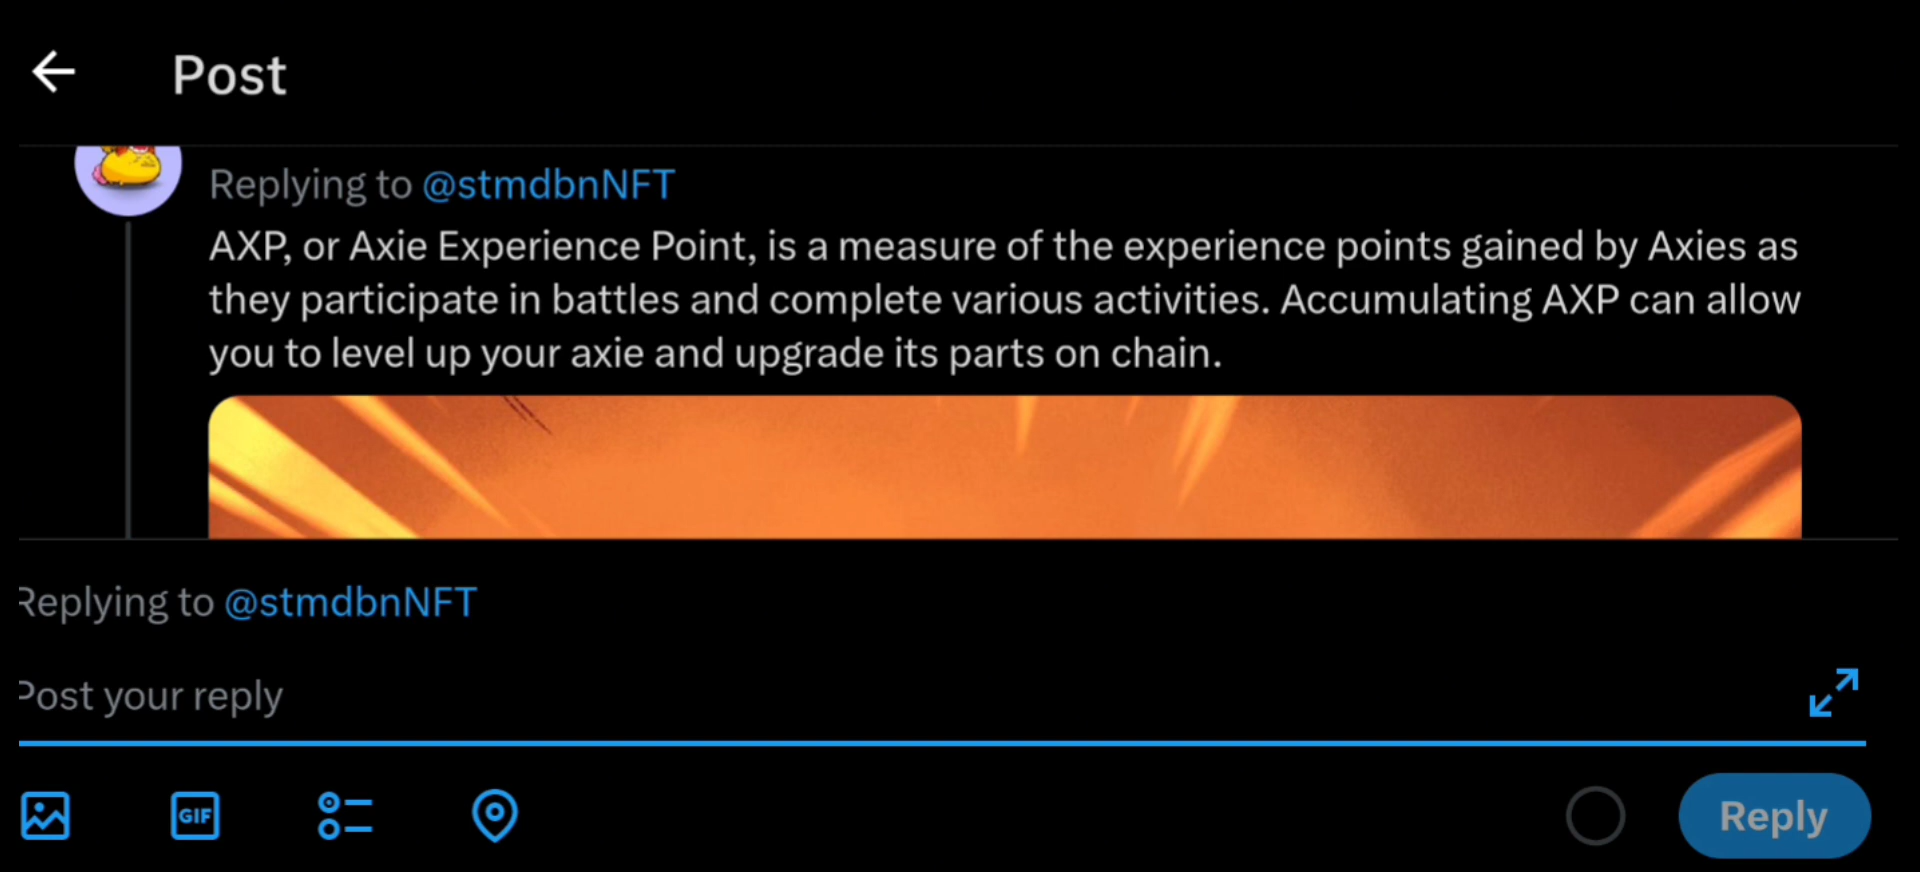 Post
Replying to @stmdbnNFT
AXP, or Axie Experience Point, is a measure of the experience points gained by Axies as
they participate in battles and complete various activities. Accumulating AXP can allow
you to level up your axie and upgrade its parts on chain.
Replying to @stmdbnNFT
Post your reply
GIF
Reply